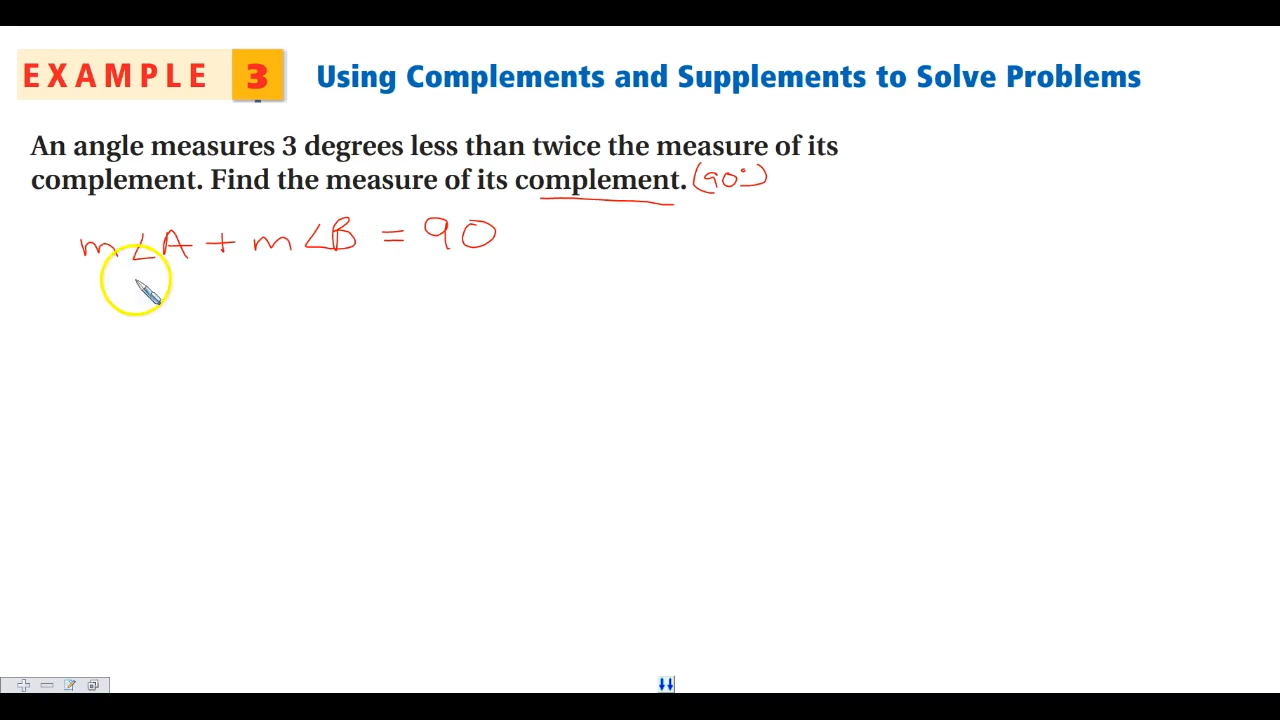 EXAMPLE 3 Using Complements and Supplements to Solve Problems
An angle measures 3 degrees less than twice the measure of its
complement. Find the measure of its complement. (90°)
m∠A + m∠B = 90